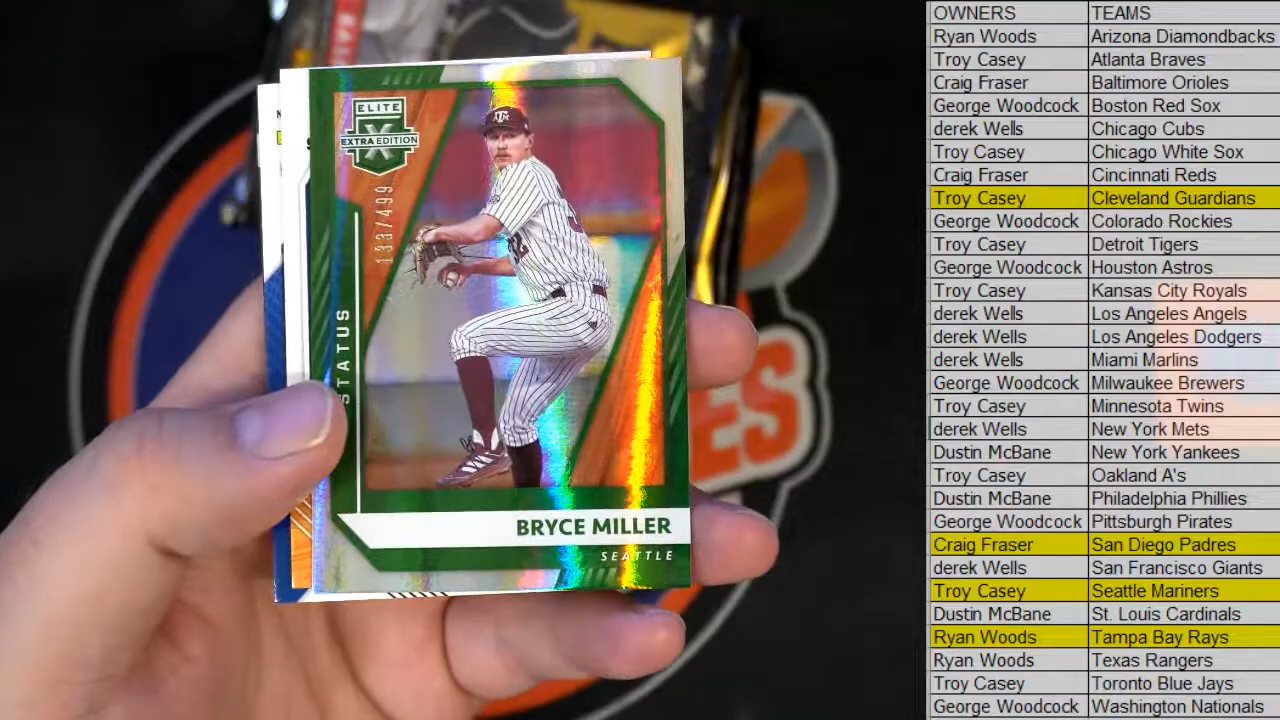 ELITE
X
EXTRA EDITION
133/499
STATUS
BRYCE MILLER
SEATTLE
ES
OWNERS TEAMS
Ryan Woods Arizona Diamondbacks
Troy Casey Atlanta Braves
Craig Fraser Baltimore Orioles
George Woodcock Boston Red Sox
derek Wells Chicago Cubs
Troy Casey Chicago White Sox
Craig Fraser Cincinnati Reds
Troy Casey Cleveland Guardians
George Woodcock Colorado Rockies
Troy Casey Detroit Tigers
George Woodcock Houston Astros
Troy Casey Kansas City Royals
derek Wells Los Angeles Angels
derek Wells Los Angeles Dodgers
derek Wells Miami Marlins
George Woodcock Milwaukee Brewers
Troy Casey Minnesota Twins
derek Wells New York Mets
Dustin McBane New York Yankees
Troy Casey Oakland A's
Dustin McBane Philadelphia Phillies
George Woodcock Pittsburgh Pirates
Craig Fraser San Diego Padres
derek Wells San Francisco Giants
Troy Casey Seattle Mariners
Dustin McBane St. Louis Cardinals
Ryan Woods Tampa Bay Rays
Ryan Woods Texas Rangers
Troy Casey Toronto Blue Jays
George Woodcock Washington Nationals